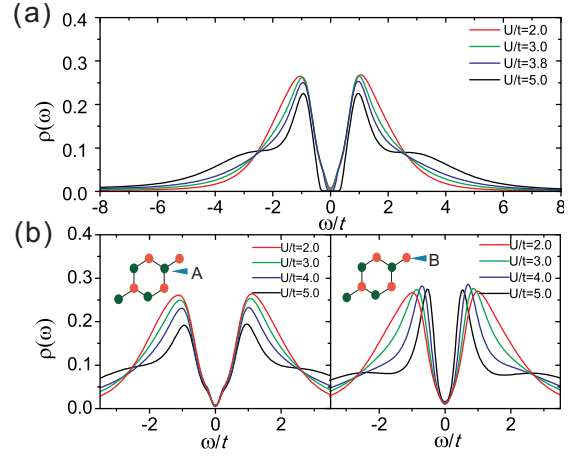 (a)
0.4
0.3
0.2
0.1
0.0
ρ(ω)
U/t=2.0
U/t=3.0
U/t=3.8
U/t=5.0
-8 -6 -4 -2 0 2 4 6 8
ω/t
(b)
0.4
0.3
0.2
0.1
0.0
ρ(ω)
A
U/t=2.0
U/t=3.0
U/t=4.0
U/t=5.0
-2 0 2
ω/t
B
U/t=2.0
U/t=3.0
U/t=4.0
U/t=5.0
-2 0 2
ω/t